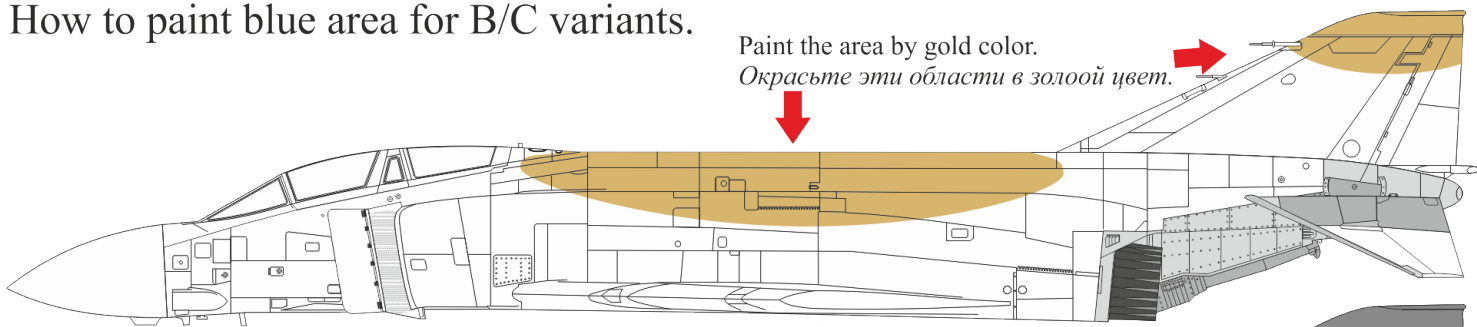 How to paint blue area for B/C variants.
Paint the area by gold color.
Окрасьте эти области в золоой цвет.